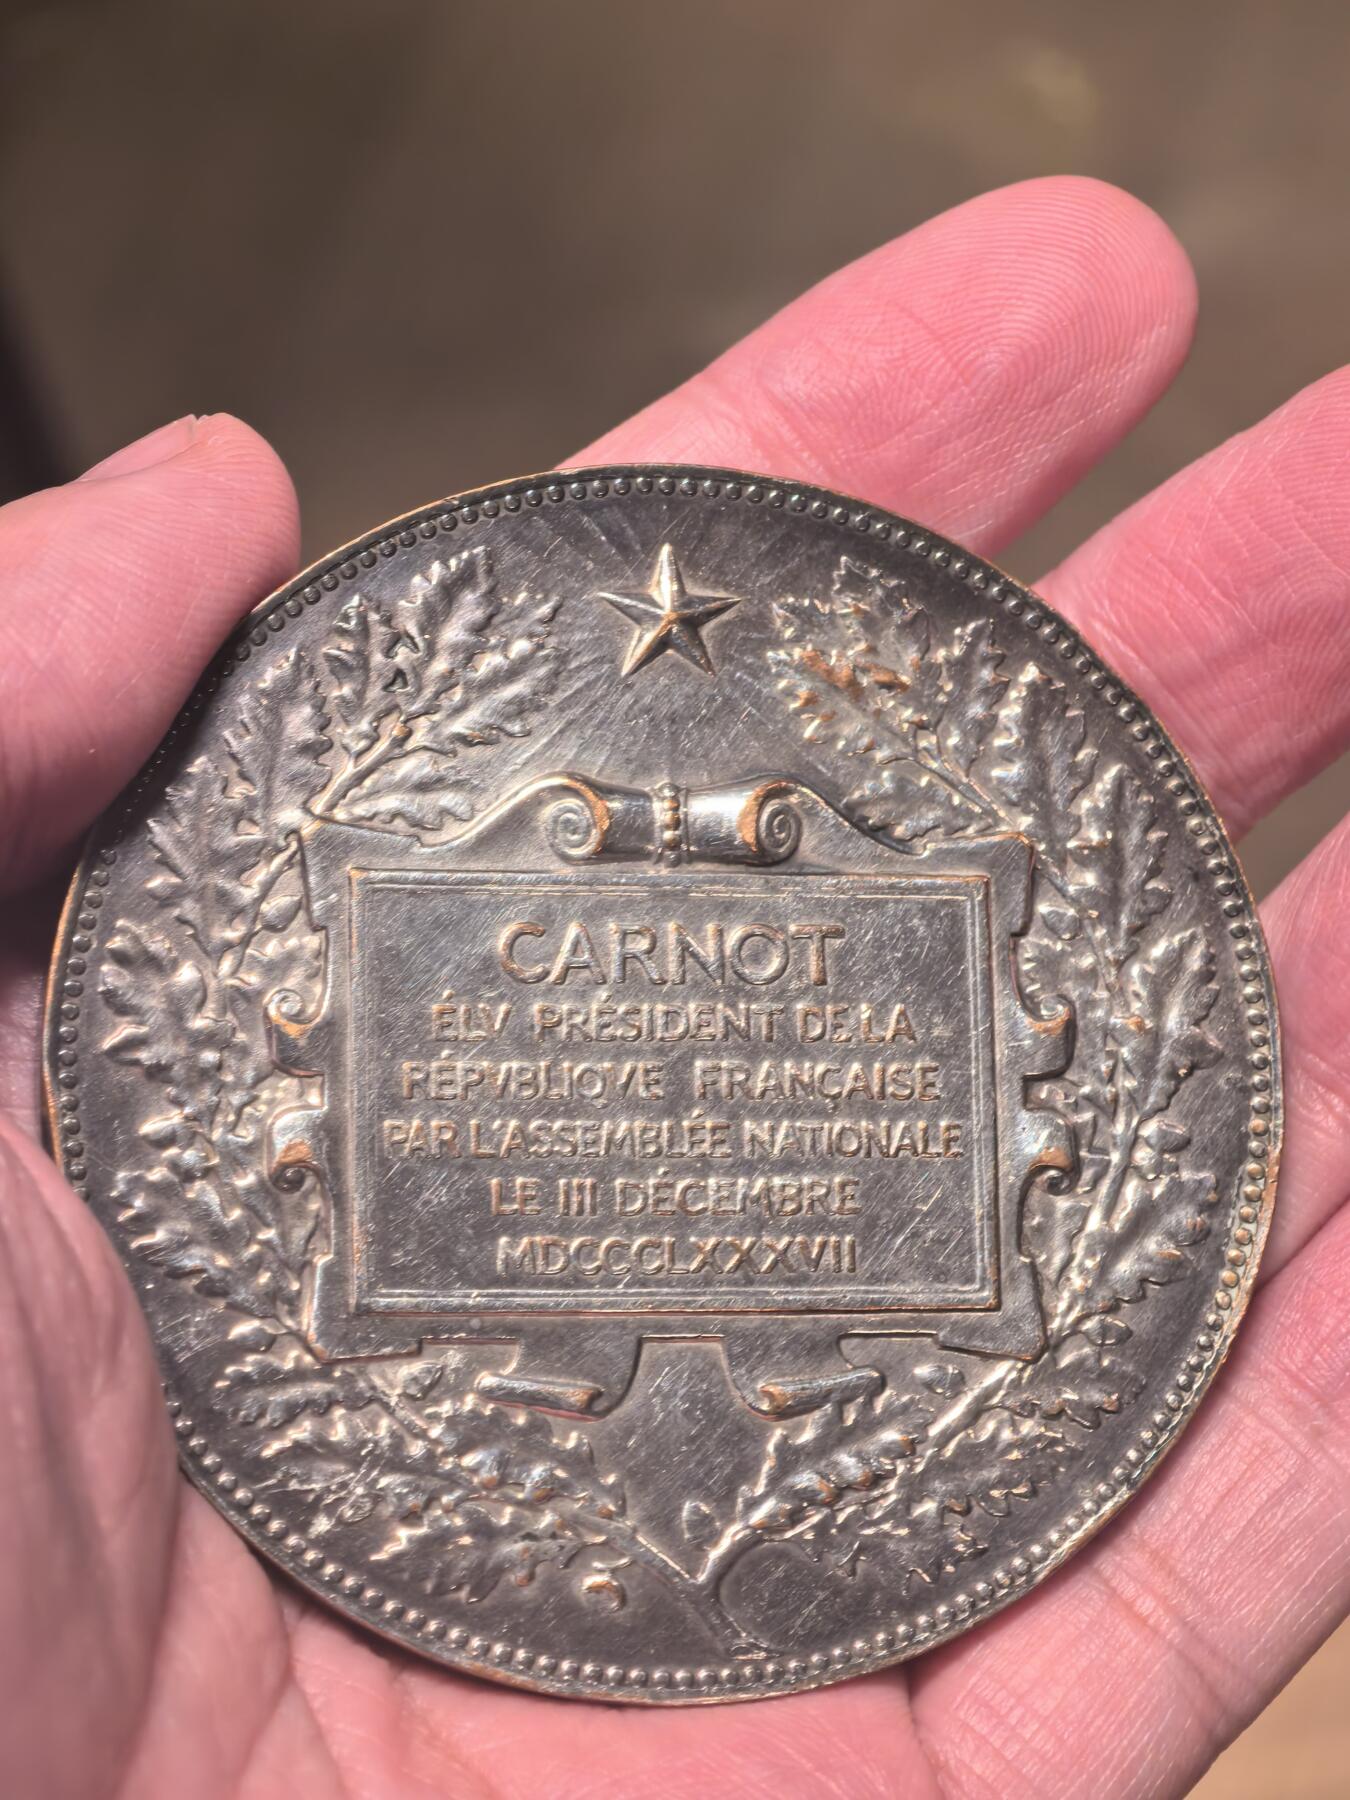 CARNOT
ÉLV PRÉSIDENT DE LA
RÉPVBLIQVE FRANÇAISE
PAR L'ASSEMBLÉE NATIONALE
LE III DÉCEMBRE
MDCCCLXXXVII